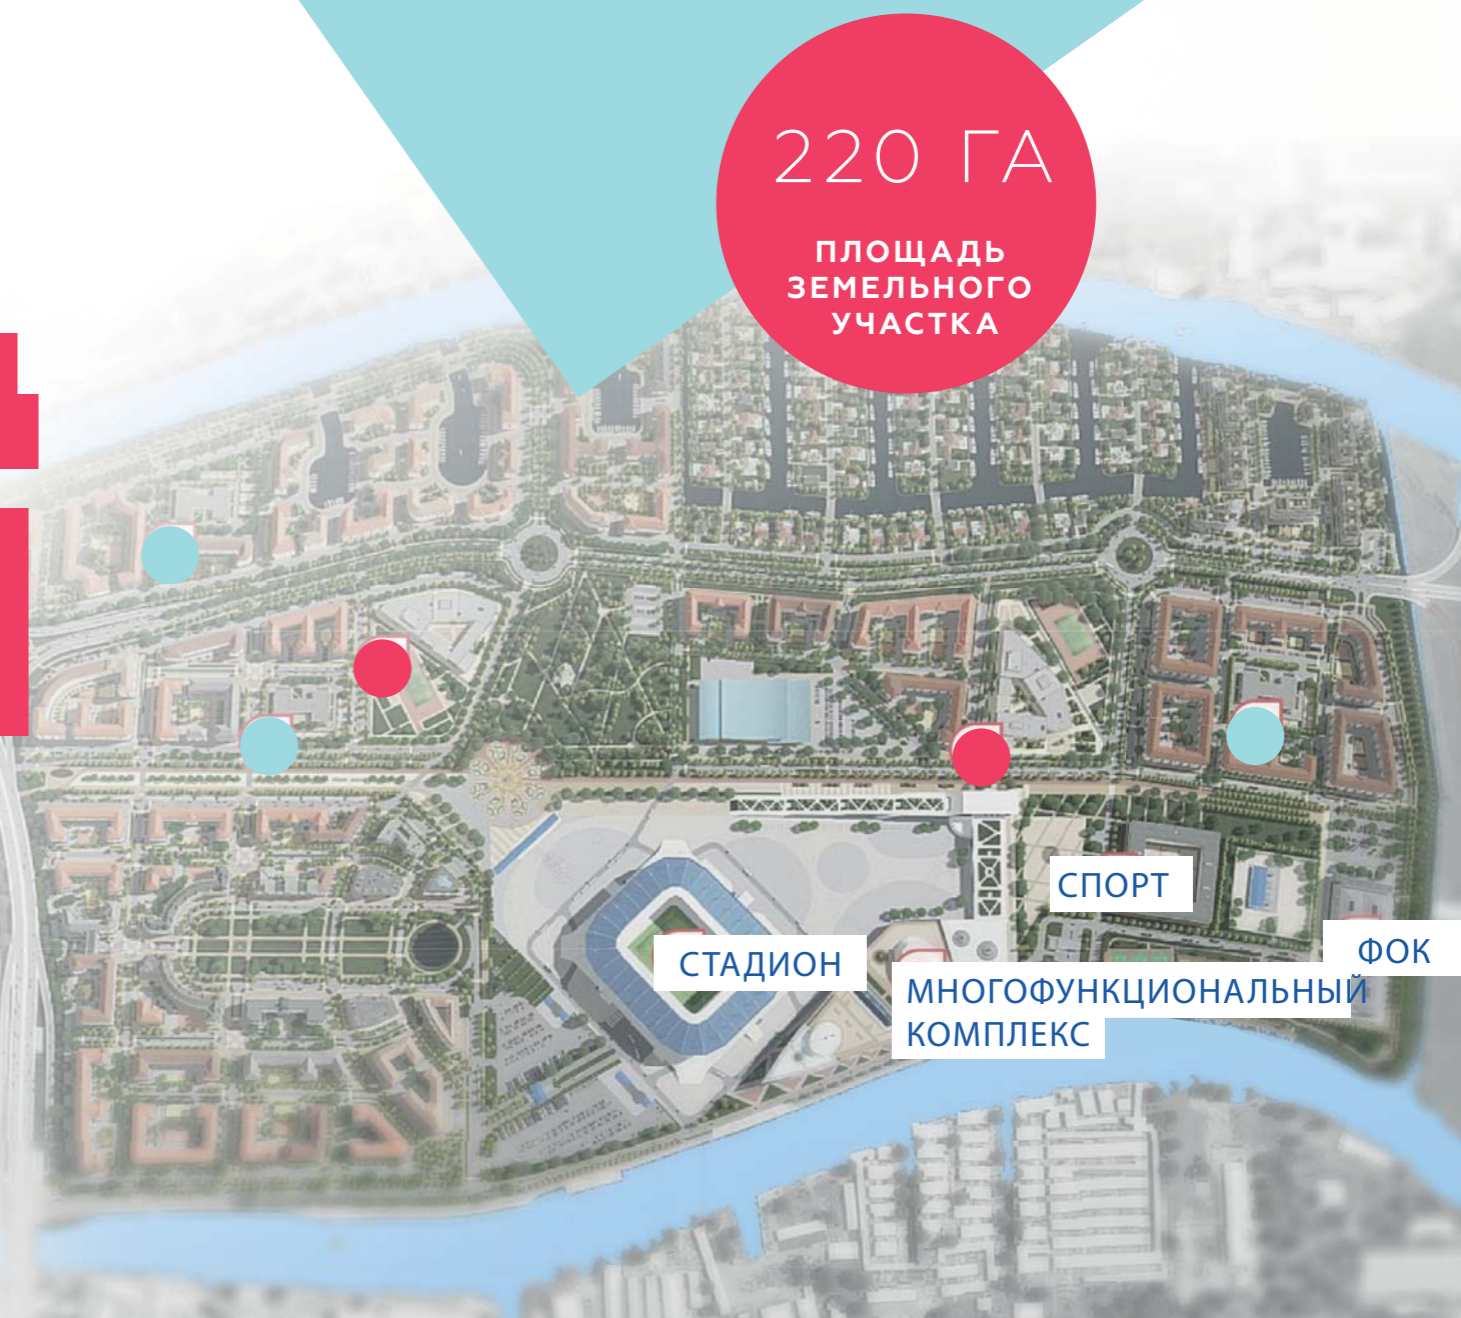 220 ГА
ПЛОЩАДЬ
ЗЕМЕЛЬНОГО
УЧАСТКА
СПОРТ
ФОК
СТАДИОН
МНОГОФУНКЦИОНАЛЬНЫЙ
КОМПЛЕКС